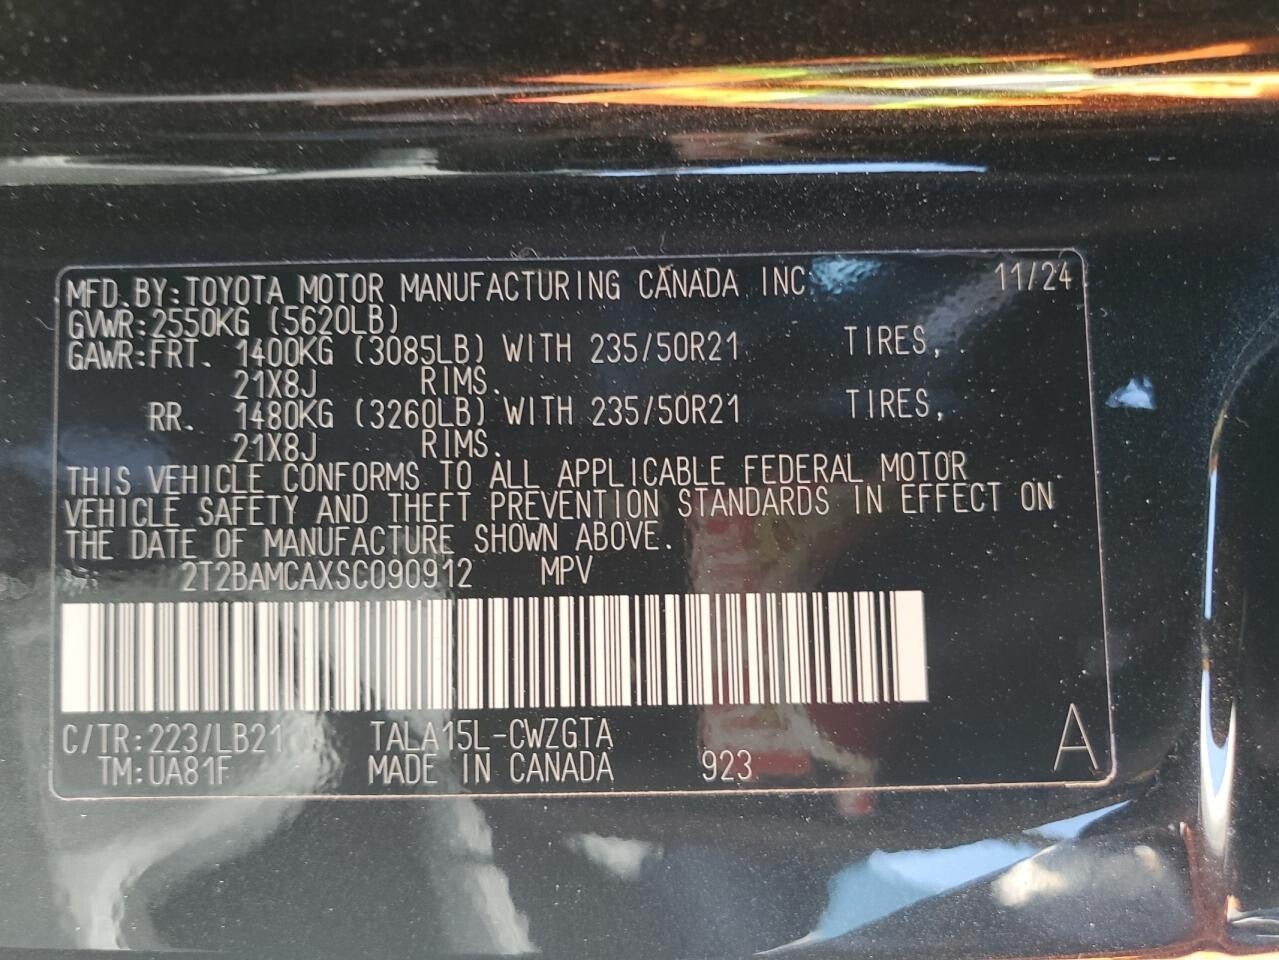 MFD. BY: TOYOTA MOTOR MANUFACTURING CANADA INC 11/24
GVWR: 2550KG (5620LB)
GAWR: FRT. 1400KG (3085LB) WITH 235/50R21 TIRES,
21X8J RIMS.
RR. 1480KG (3260LB) WITH 235/50R21 TIRES,
21X8J RIMS.
THIS VEHICLE CONFORMS TO ALL APPLICABLE FEDERAL MOTOR
VEHICLE SAFETY AND THEFT PREVENTION STANDARDS IN EFFECT ON
THE DATE OF MANUFACTURE SHOWN ABOVE.
2T2BAMCAXSC090912 MPV
C/TR: 223/LB21 TALA15L-CWZGTA
TM: UA81F MADE IN CANADA 923
A